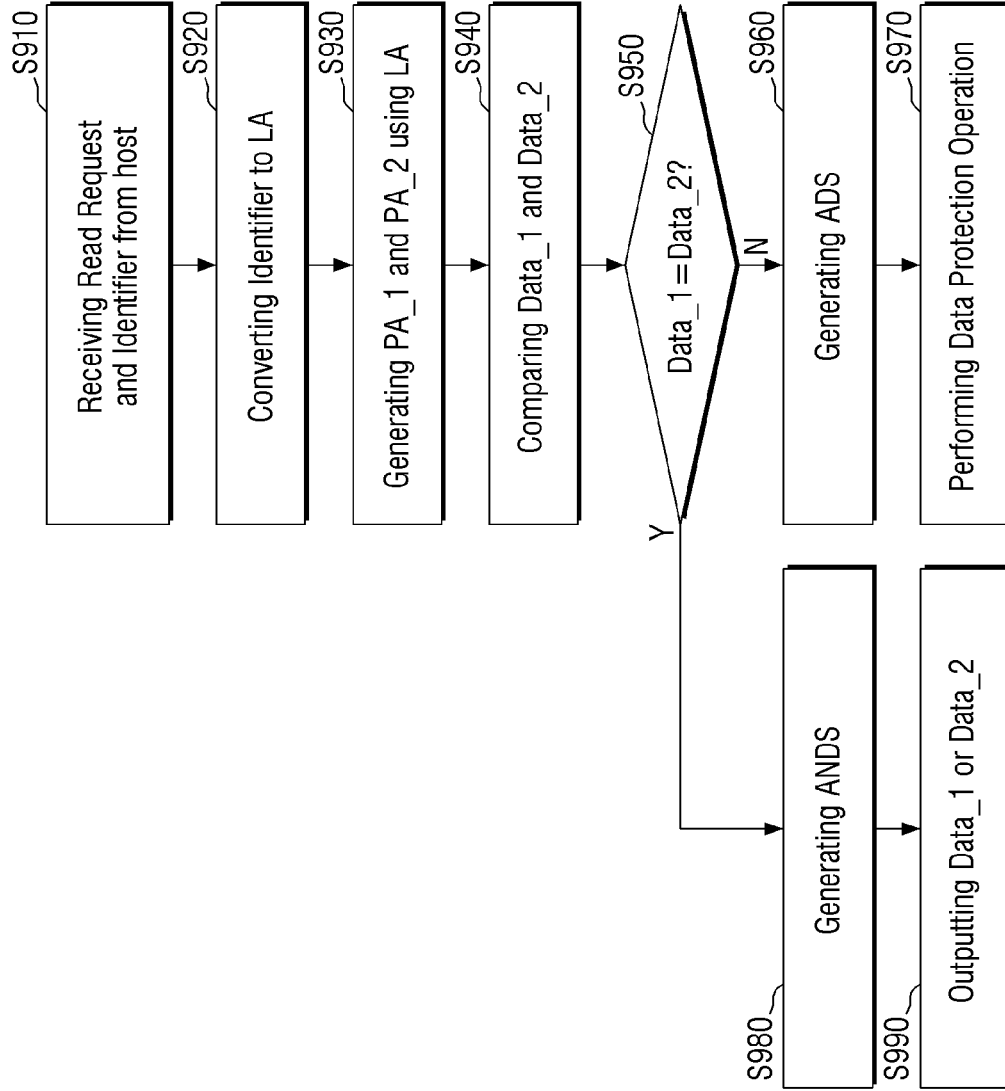 S910
Receiving Read Request
and Identifier from host
S920
Converting Identifier to LA
S930
Generating PA_1 and PA_2 using LA
S940
Comparing Data_1 and Data_2
S950
Data_1=Data_2?
Y
N
S960
Generating ADS
S970
Performing Data Protection Operation
S980
Generating ANDS
S990
Outputting Data_1 or Data_2